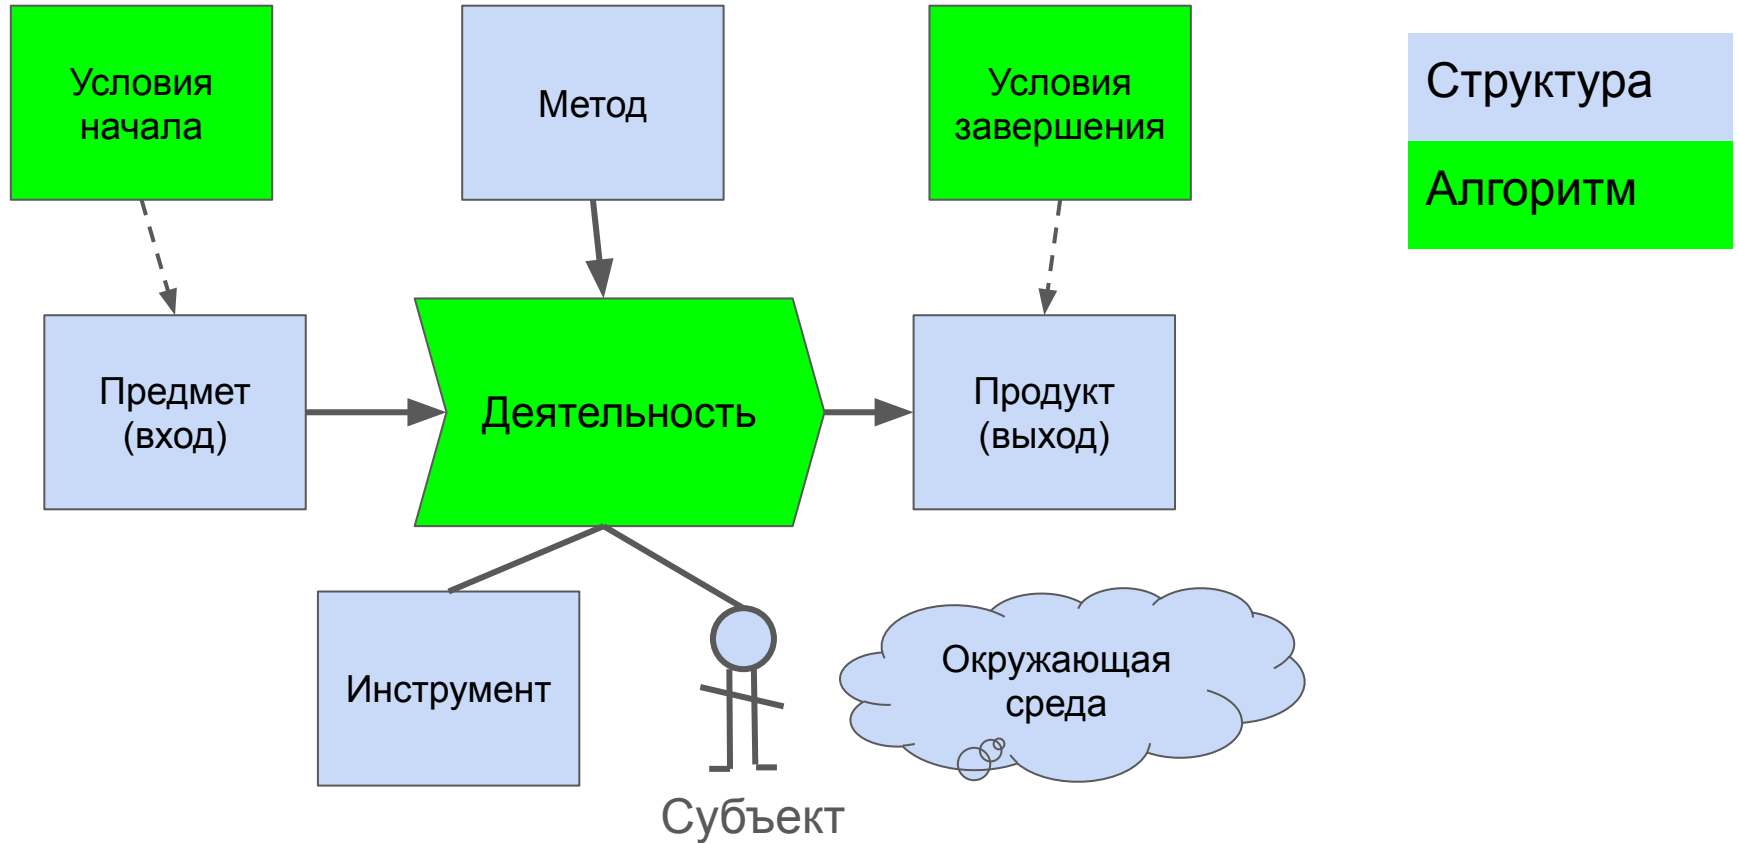 Условия
начала
Метод
Условия
завершения
Структура
Алгоритм
Предмет
(вход)
Деятельность
Продукт
(выход)
Инструмент
Окружающая
среда
Субъект